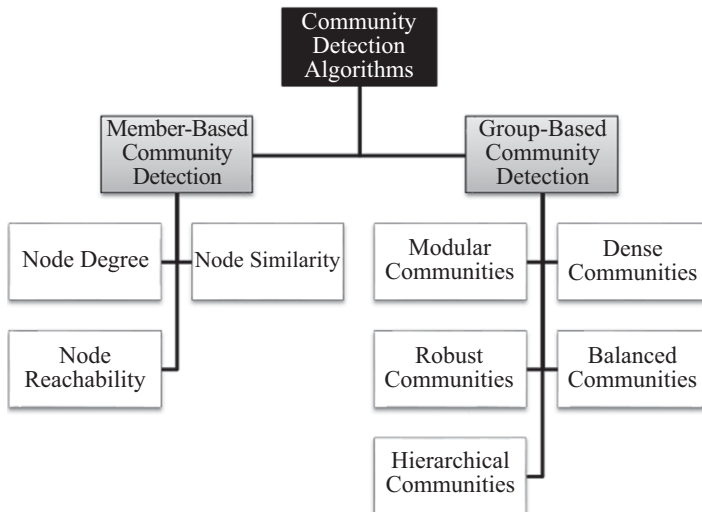 Community
Detection
Algorithms
Member-Based
Community
Detection
Group-Based
Community
Detection
Node Degree
Node Similarity
Node
Reachability
Modular
Communities
Dense
Communities
Robust
Communities
Balanced
Communities
Hierarchical
Communities